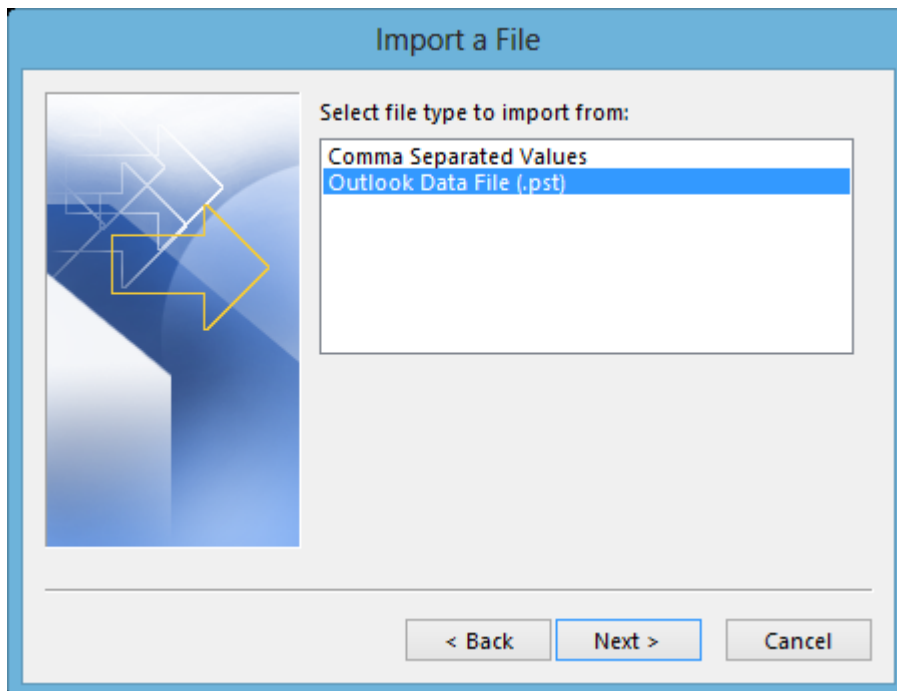 Import a File
Select file type to import from:
Comma Separated Values
Outlook Data File (.pst)
< Back
Next >
Cancel